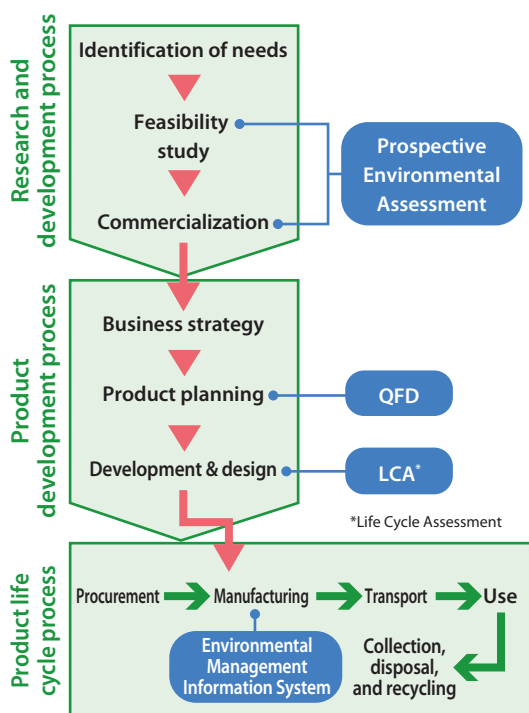 Research and
development process
Identification of needs
Feasibility
study
Commercialization
Prospective
Environmental
Assessment
Product
development process
Business strategy
Product planning
QFD
Development & design
LCA*
*Life Cycle Assessment
Product life
cycle process
Procurement
Manufacturing
Transport
Use
Environmental
Management
Information System
Collection,
disposal,
and recycling